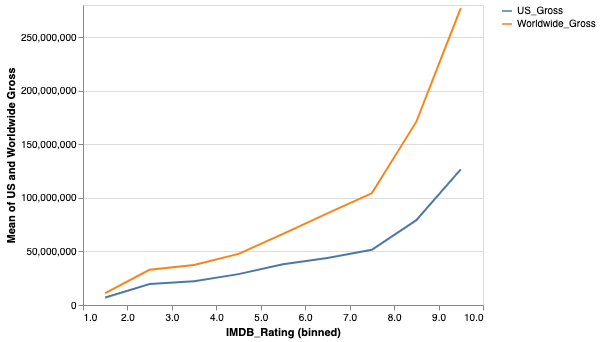 US_Gross
Worldwide_Gross
250,000,000
200,000,000
150,000,000
100,000,000
50,000,000
0
Mean of US and Worldwide Gross
1.0 2.0 3.0 4.0 5.0 6.0 7.0 8.0 9.0 10.0
IMDB_Rating (binned)